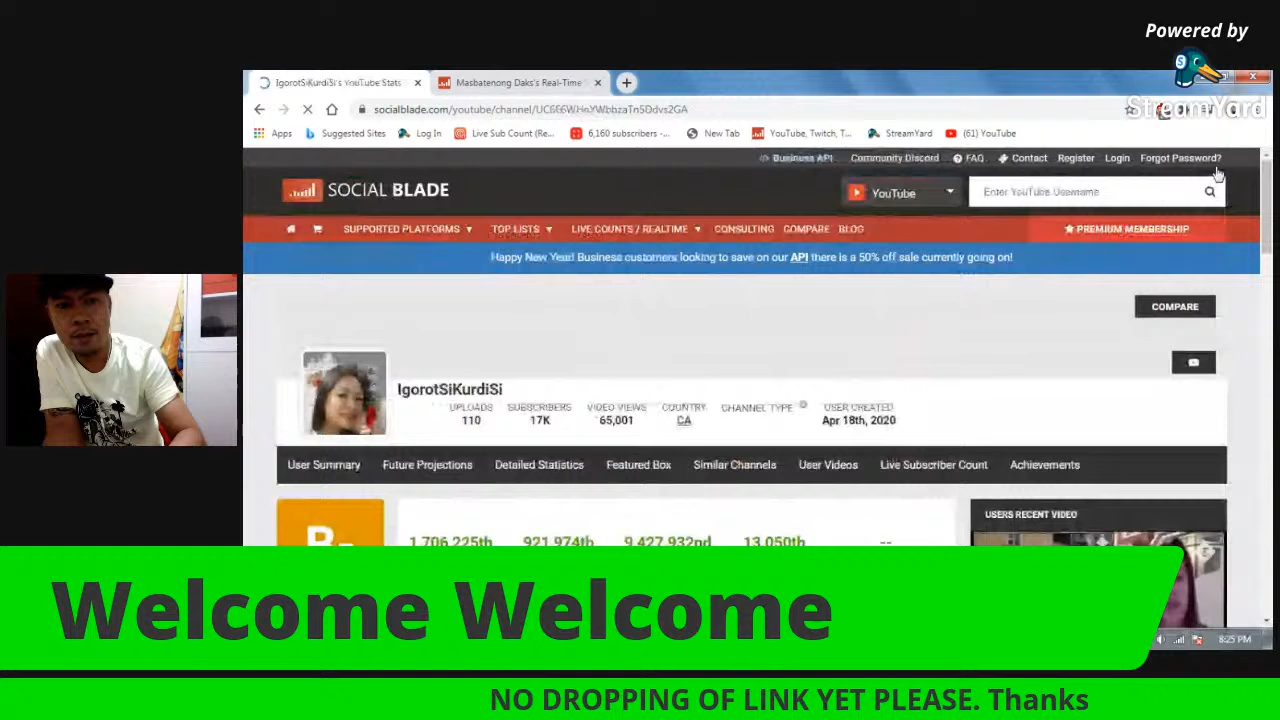 Powered by
StreamYard
IgorotSiKurdiSi's YouTube Stats
Masbatenong Daks's Real-Time
Apps
Suggested Sites
Log In
Live Sub Count (Re...
6,160 subscribers -...
New Tab
YouTube, Twitch, T...
StreamYard
(61) YouTube
Business API
Community Discord
FAQ
Contact
Register
Login
Forgot Password?
SOCIAL BLADE
YouTube
Enter YouTube Username
SUPPORTED PLATFORMS
TOP LISTS
LIVE COUNTS / REALTIME
CONSULTING
COMPARE
BLOG
PREMIUM MEMBERSHIP
Happy New Year! Business customers looking to save on our API there is a 50% off sale currently going on!
COMPARE
IgorotSiKurdiSi
UPLOADS
110
SUBSCRIBERS
17K
VIDEO VIEWS
65,001
COUNTRY
CA
CHANNEL TYPE
USER CREATED
Apr 18th, 2020
User Summary
Future Projections
Detailed Statistics
Featured Box
Similar Channels
User Videos
Live Subscriber Count
Achievements
B-
1,706,225th
921,974th
9,427,932nd
13,050th
--
USERS RECENT VIDEO
Welcome Welcome
8:25 PM
NO DROPPING OF LINK YET PLEASE. Thanks